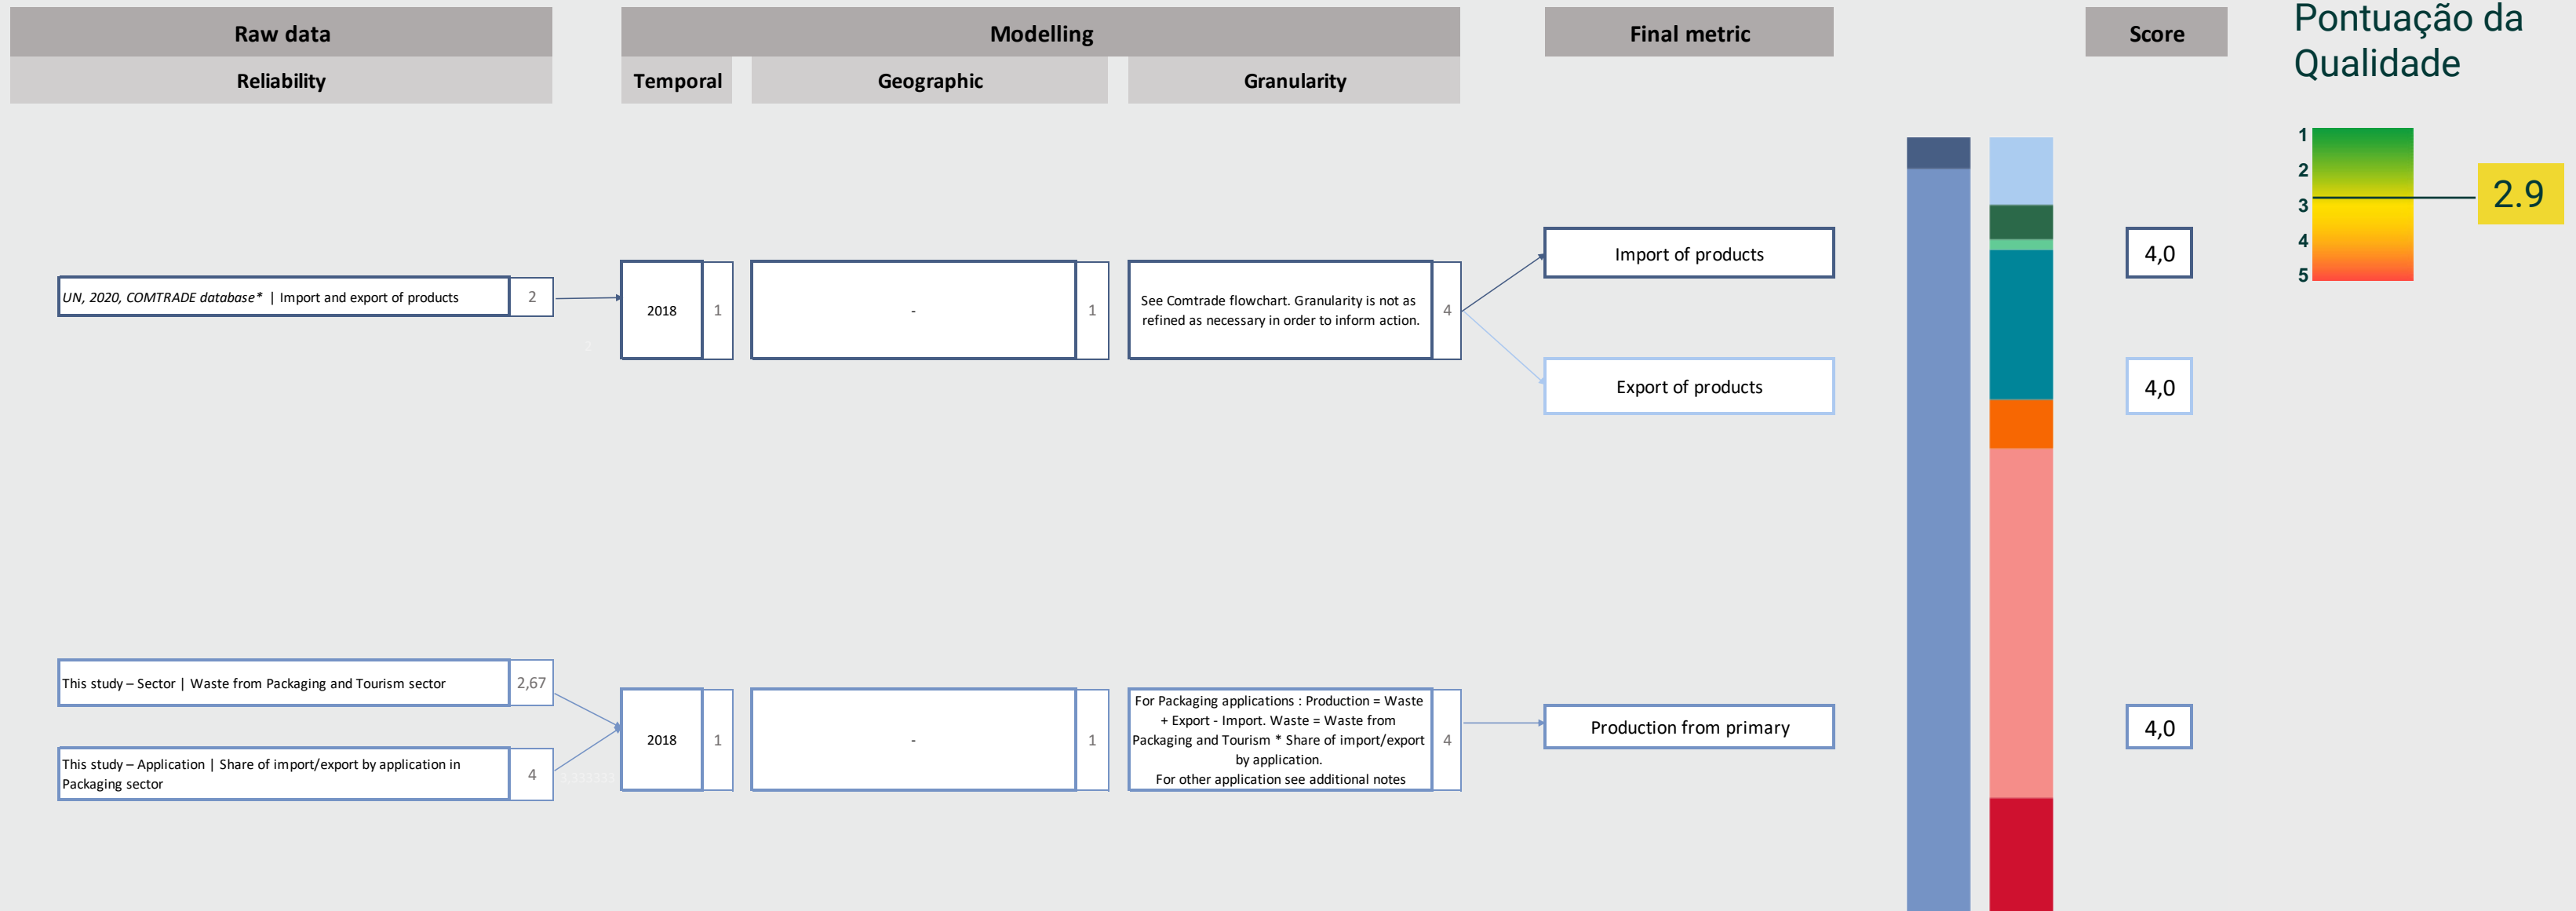 Raw data
Modelling
Final metric
Score
Pontuação da
Qualidade
Reliability
Temporal
Geographic
Granularity
1
2
3
4
5
2.9
UN, 2020, COMTRADE database* | Import and export of products
2
2018
1
-
1
See Comtrade flowchart. Granularity is not as
refined as necessary in order to inform action.
4
Import of products
4,0
Export of products
4,0
This study – Sector | Waste from Packaging and Tourism sector
2,67
This study – Application | Share of import/export by application in
Packaging sector
4
2018
1
-
1
For Packaging applications : Production = Waste
+ Export - Import. Waste = Waste from
Packaging and Tourism * Share of import/export
by application.
For other application see additional notes
4
Production from primary
4,0